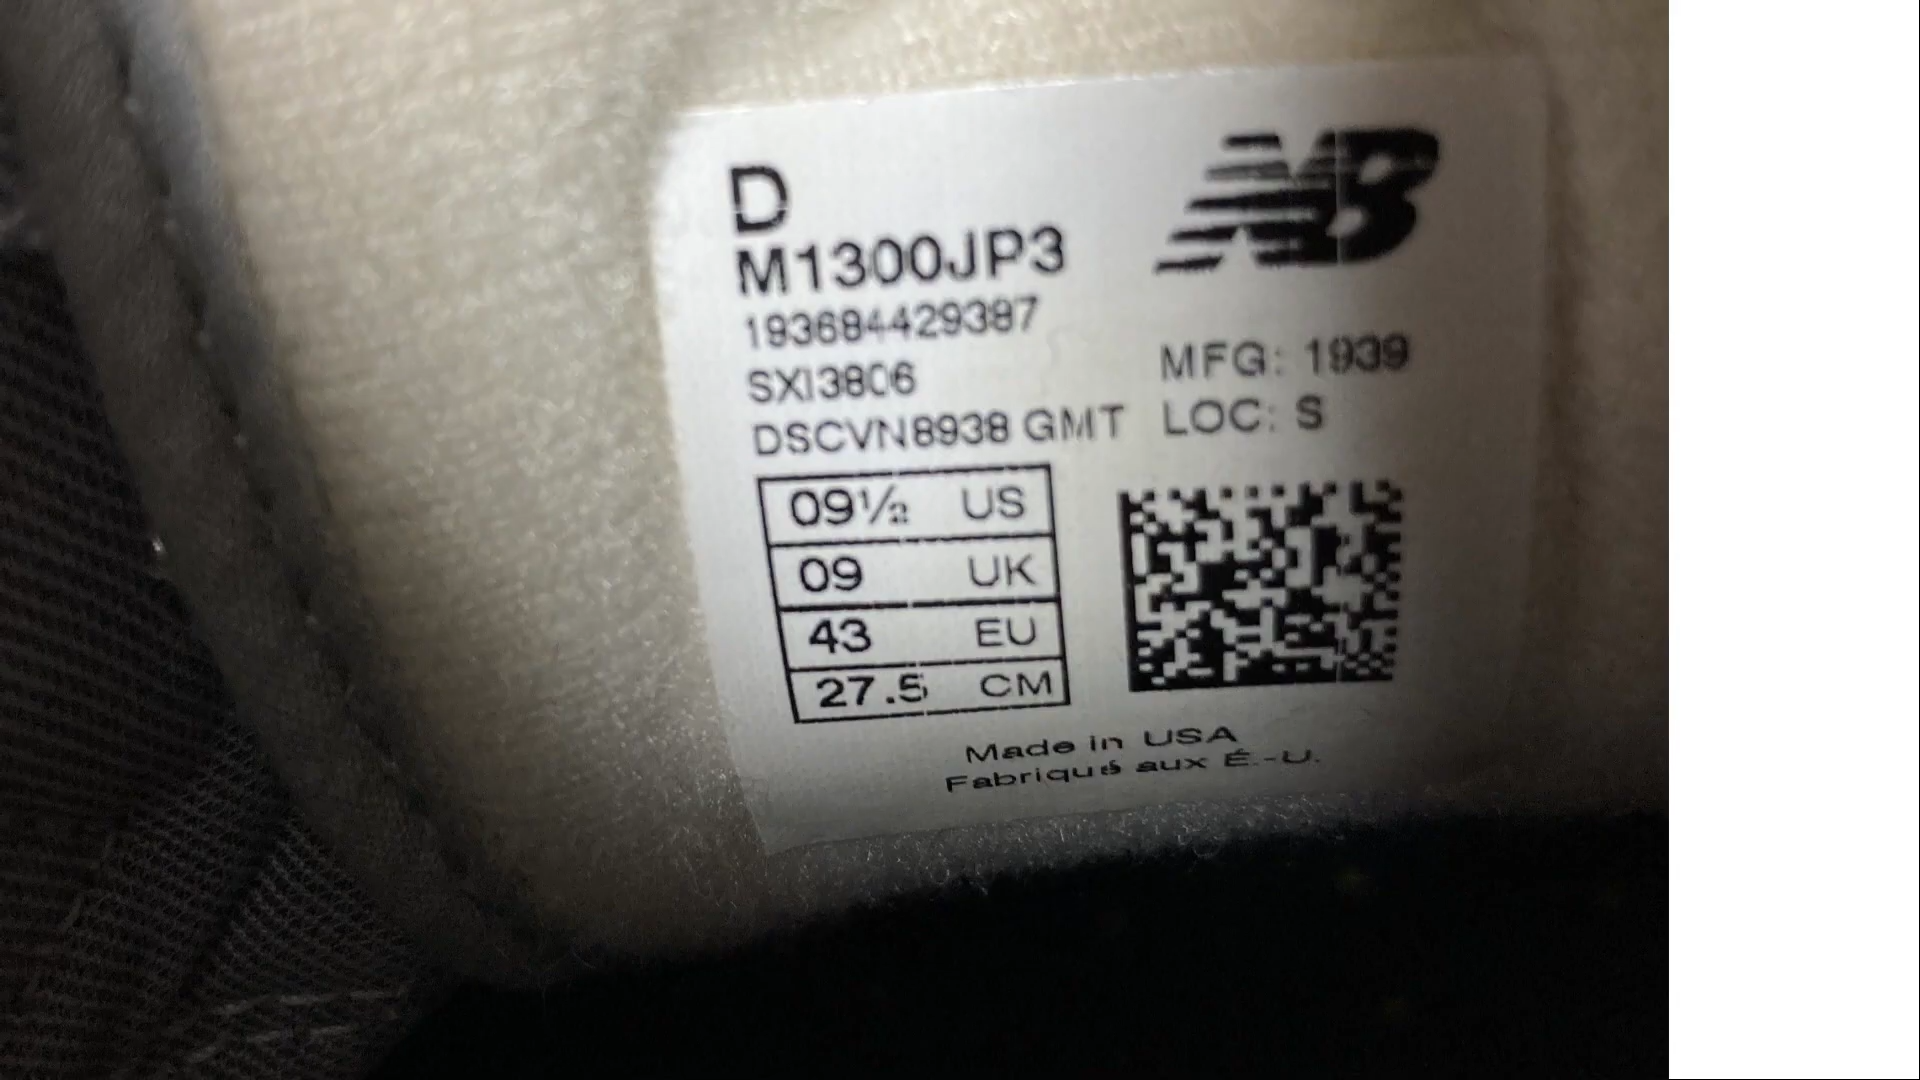 D
NB
M1300JP3
193684429387
SXI3806
DSCVN8938 GMT
MFG: 1939
LOC: S
09½ US
09 UK
43 EU
27.5 CM
Made in USA
Fabriqué aux É.-U.